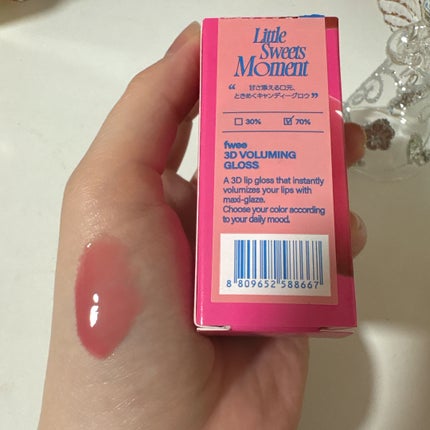 Little
Sweets
Moment
“ 甘さ添える口元、
ときめくキャンディーグロウ ”
30% 70%
fwee
3D VOLUMING
GLOSS
A 3D lip gloss that instantly
volumizes your lips with
maxi-glaze.
Choose your color according
to your daily mood.
8 809652 588667